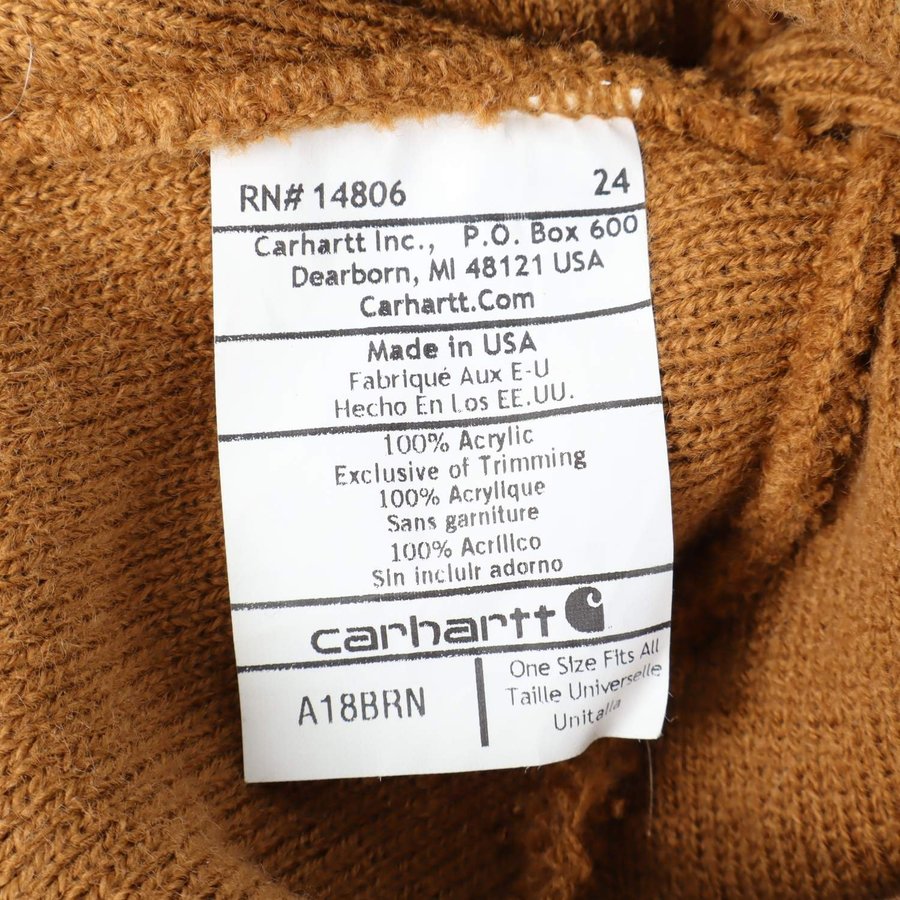 RN# 14806 24
Carhartt Inc., P.O. Box 600
Dearborn, MI 48121 USA
Carhartt.Com
Made in USA
Fabriqué Aux E-U
Hecho En Los EE.UU.
100% Acrylic
Exclusive of Trimming
100% Acrylique
Sans garniture
100% Acrílico
Sin incluir adorno
carhartt
A18BRN
One Size Fits All
Taille Universelle
Unitalla